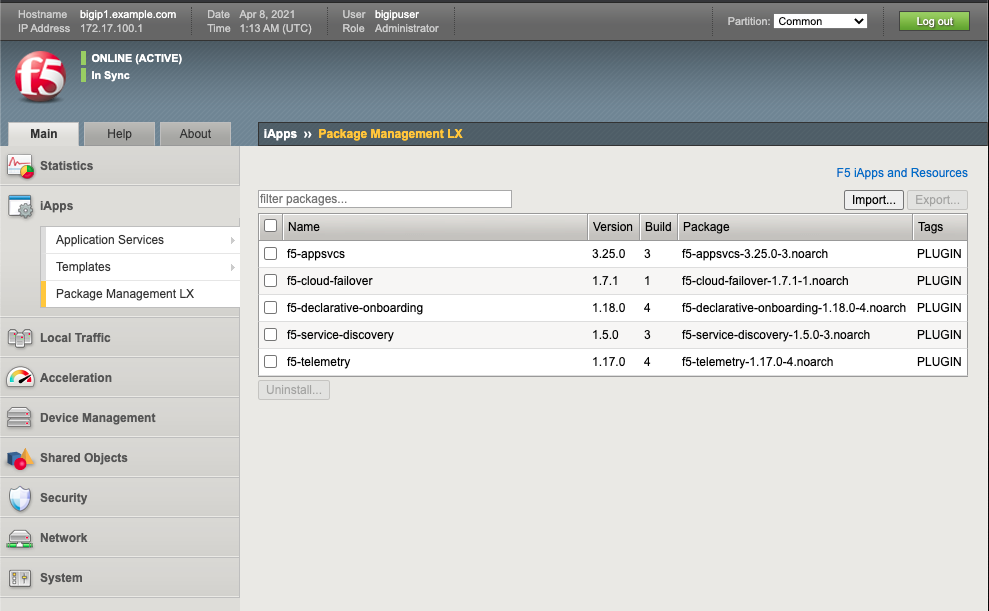 Hostname bigip1.example.com Date Apr 8, 2021 User bigipuser
IP Address 172.17.100.1 Time 1:13 AM (UTC) Role Administrator
Partition: Common Log out
f5
ONLINE (ACTIVE)
In Sync
Main Help About
iApps ›› Package Management LX
Statistics
iApps
Application Services
Templates
Package Management LX
Local Traffic
Acceleration
Device Management
Shared Objects
Security
Network
System
F5 iApps and Resources
filter packages...
Import... Export...
Name Version Build Package Tags
f5-appsvcs 3.25.0 3 f5-appsvcs-3.25.0-3.noarch PLUGIN
f5-cloud-failover 1.7.1 1 f5-cloud-failover-1.7.1-1.noarch PLUGIN
f5-declarative-onboarding 1.18.0 4 f5-declarative-onboarding-1.18.0-4.noarch PLUGIN
f5-service-discovery 1.5.0 3 f5-service-discovery-1.5.0-3.noarch PLUGIN
f5-telemetry 1.17.0 4 f5-telemetry-1.17.0-4.noarch PLUGIN
Uninstall...